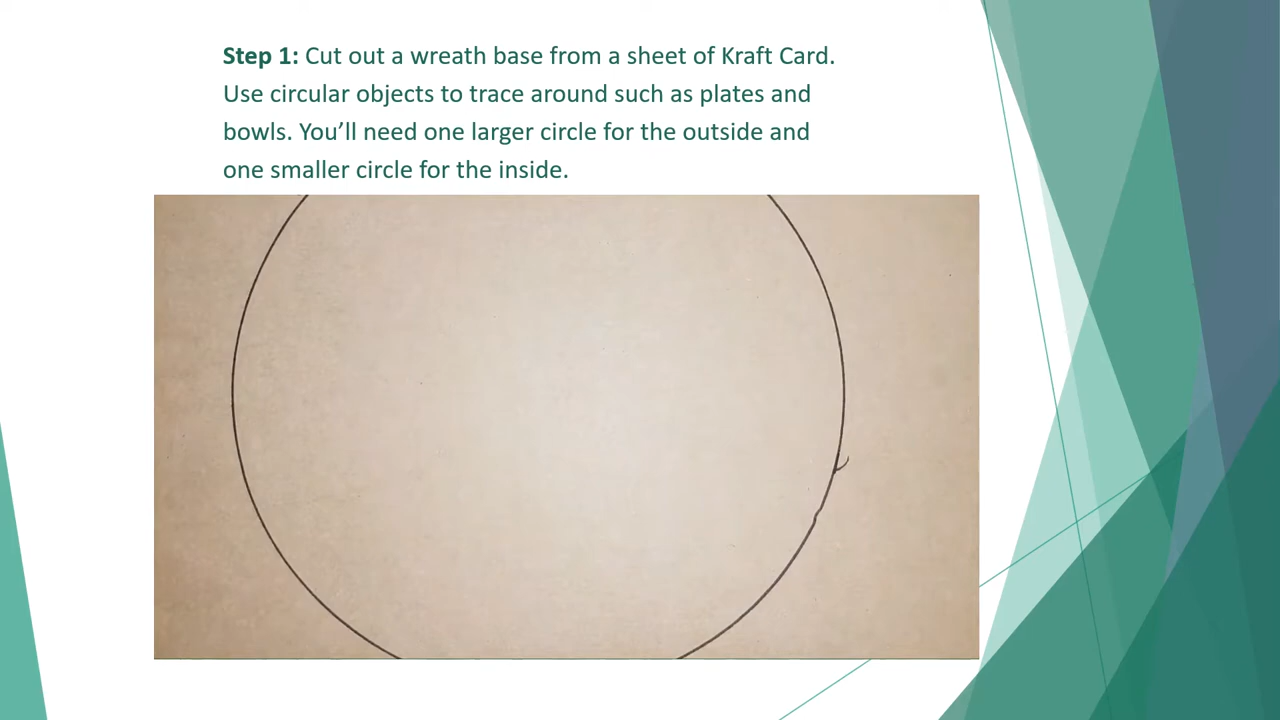 Step 1: Cut out a wreath base from a sheet of Kraft Card.
Use circular objects to trace around such as plates and
bowls. You’ll need one larger circle for the outside and
one smaller circle for the inside.